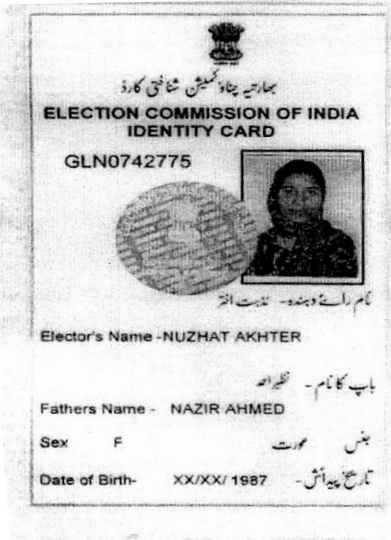 بھارتیہ چناؤ کمیشن شناختی کارڈ
ELECTION COMMISSION OF INDIA
IDENTITY CARD
GLN0742775
نام رائے دہندہ- نذہت اختر
Elector's Name -NUZHAT AKHTER
باپ کا نام - نظیر احمد
Fathers Name - NAZIR AHMED
Sex F عورت جنس
Date of Birth- XX/XX/ 1987 تاریخ پیدائش-